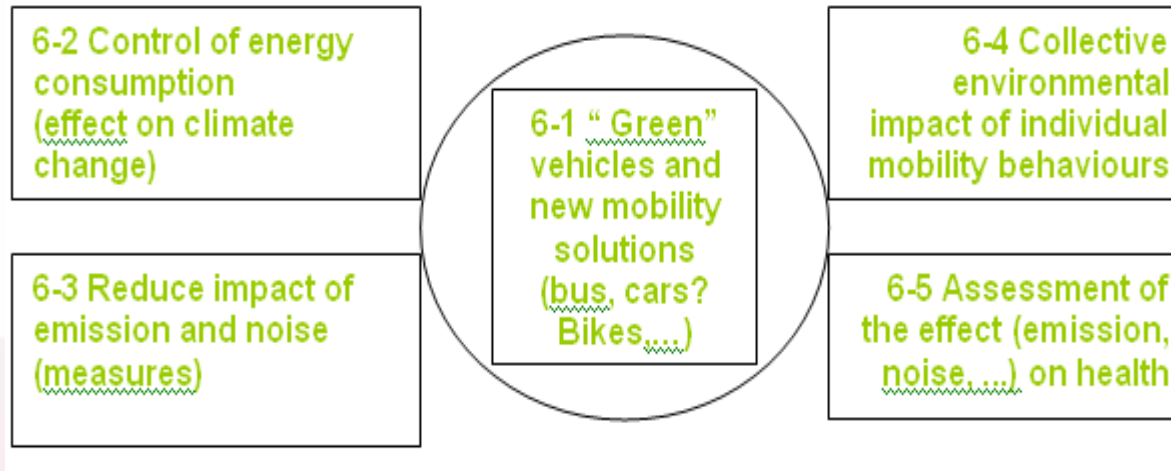 6-2 Control of energy
consumption
(effect on climate
change)
6-3 Reduce impact of
emission and noise
(measures)
6-1 “ Green”
vehicles and
new mobility
solutions
(bus, cars?
Bikes,...)
6-4 Collective
environmental
impact of individual
mobility behaviours
6-5 Assessment of
the effect (emission,
noise, ...) on health